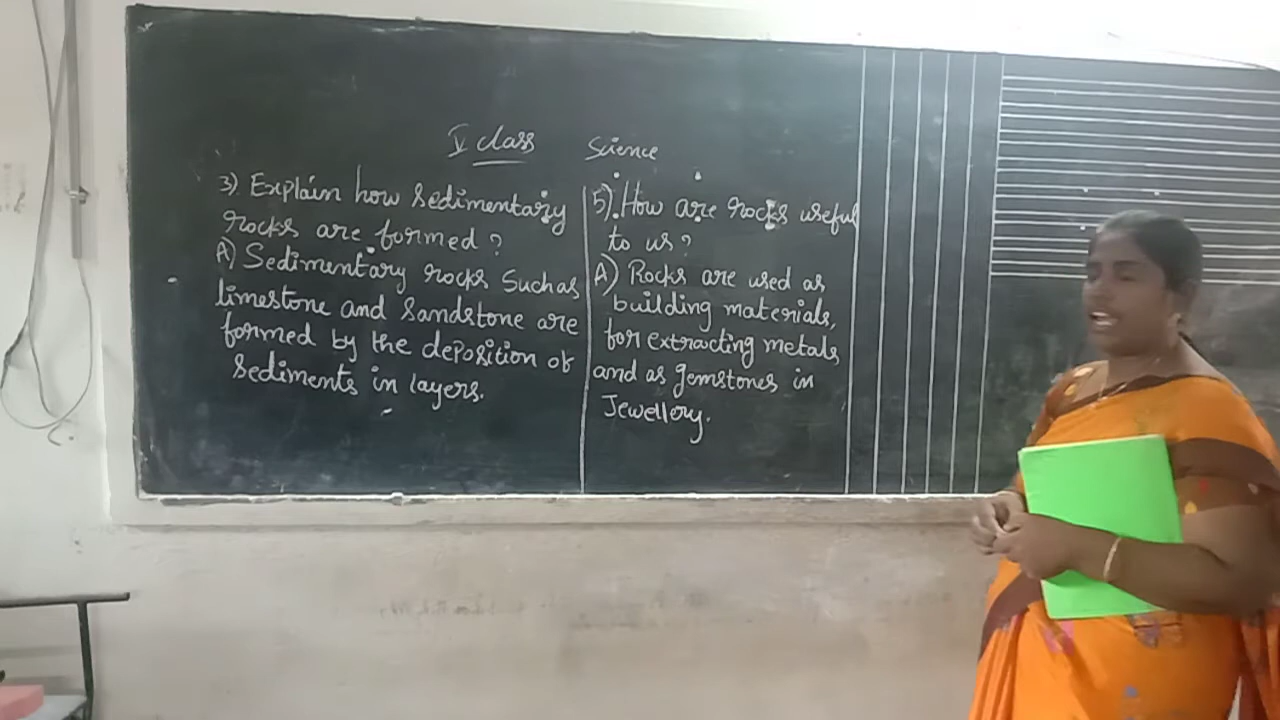 V class Science
3) Explain how Sedimentary
rocks are formed?
A) Sedimentary rocks Such as
limestone and Sandstone are
formed by the deposition of
Sediments in layers.
5) How are rocks useful
to us?
A) Rocks are used as
building materials,
for extracting metals
and as gemstones in
Jewellery.